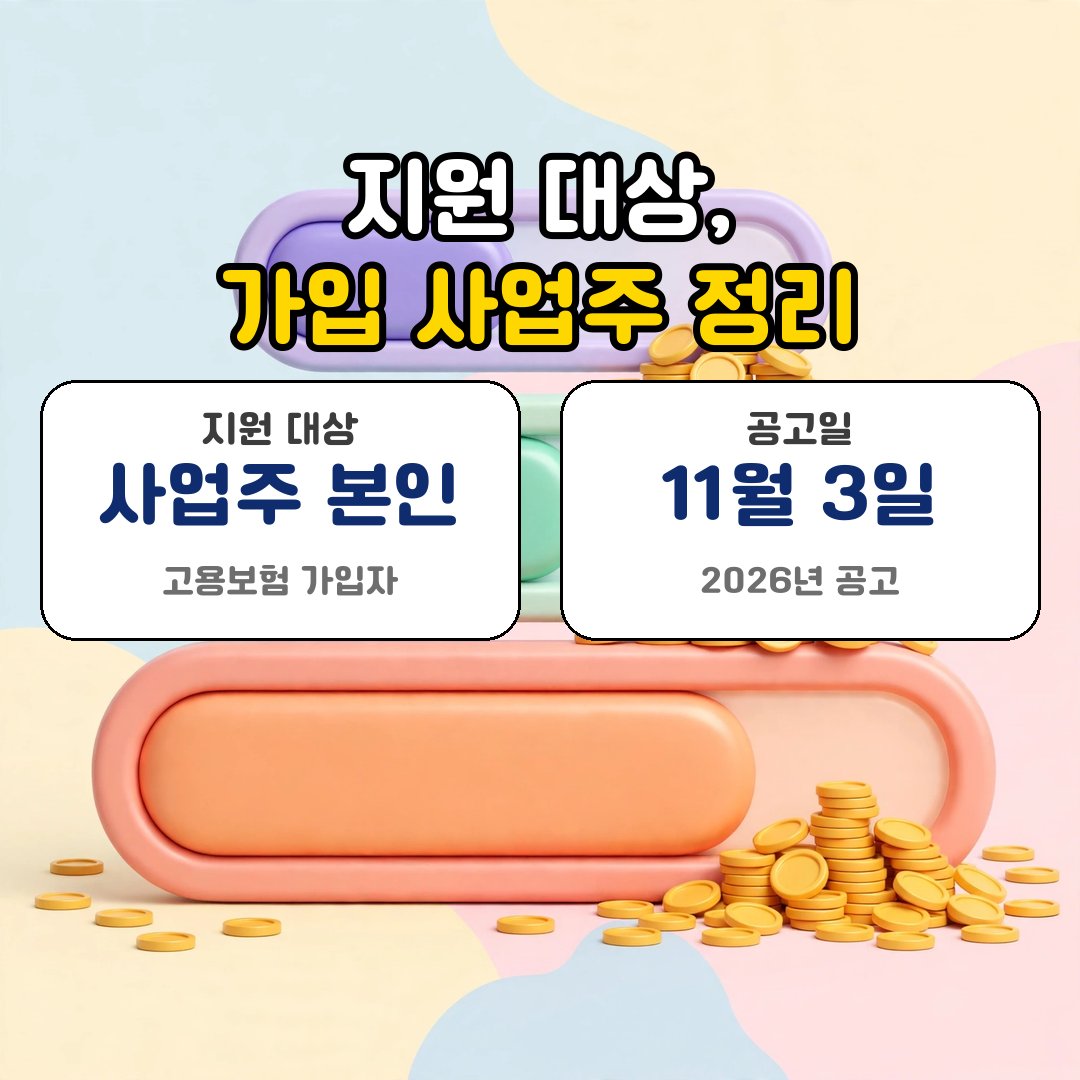 지원 대상,
가입 사업주 정리
지원 대상
사업주 본인
고용보험 가입자
공고일
11월 3일
2026년 공고